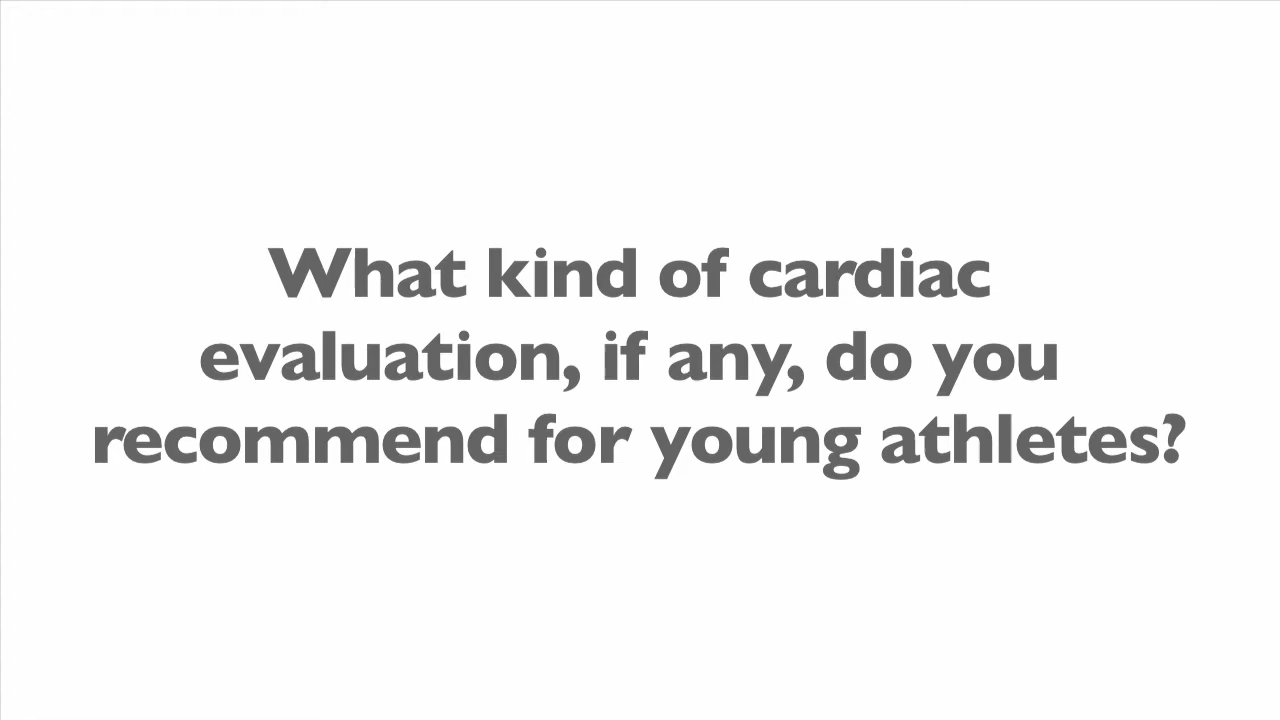 What kind of cardiac
evaluation, if any, do you
recommend for young athletes?